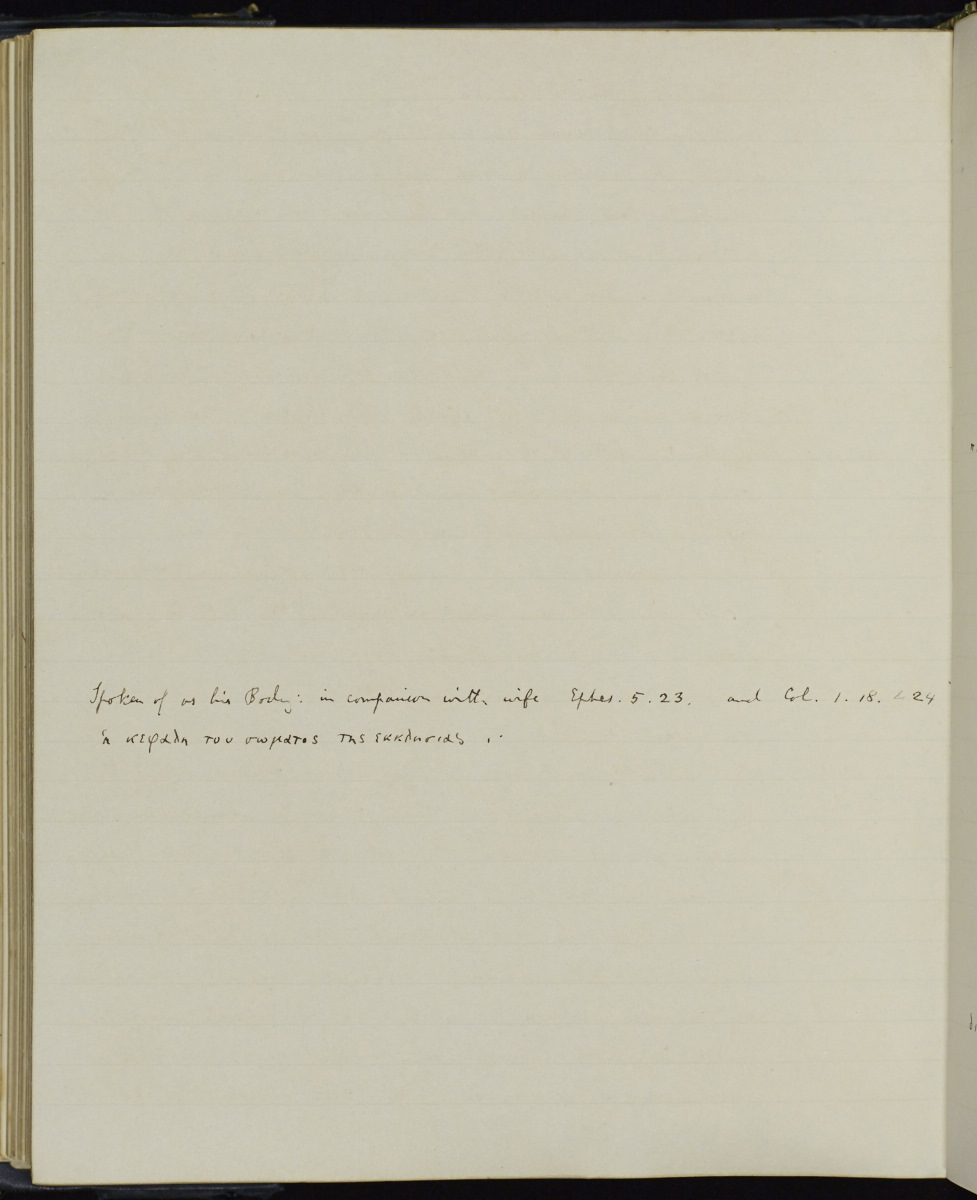 Spoken of as his Body: in comparison with wife Ephes. 5. 23. and Col. 1. 18. & 24
ἡ κεφαλη του σωματος της εκκλησιας .